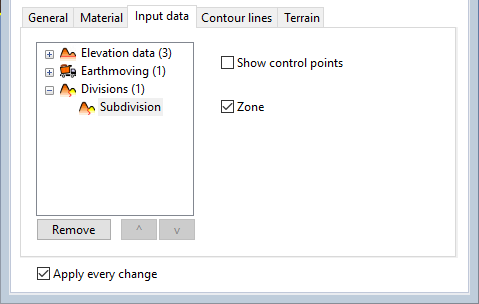 General Material Input data Contour lines Terrain
Elevation data (3)
Show control points
Earthmoving (1)
Divisions (1)
Subdivision
Zone
Remove ^ v
Apply every change